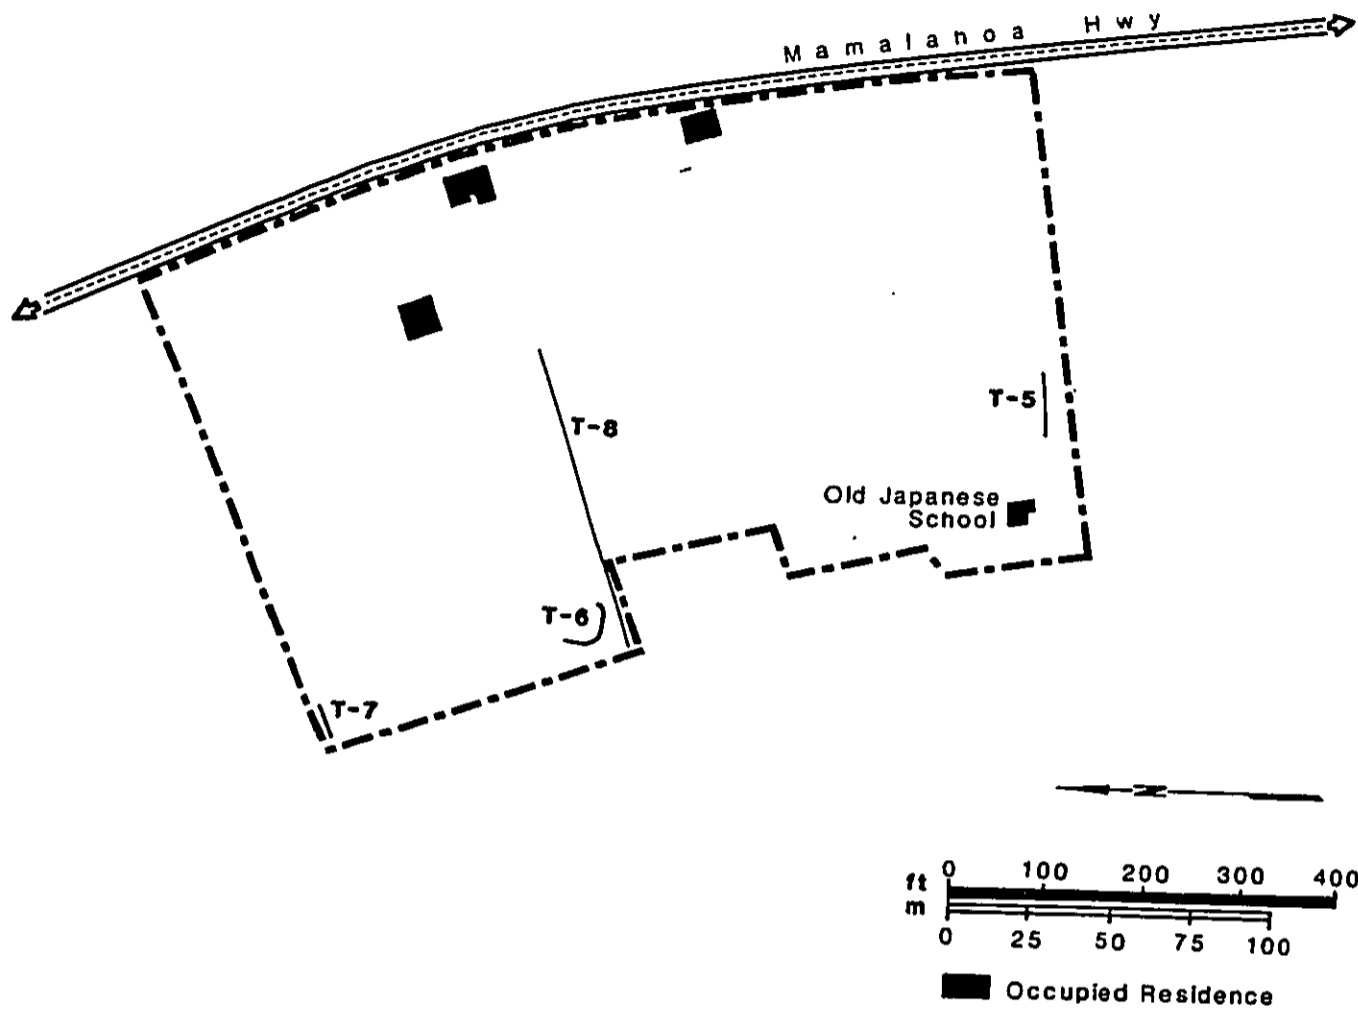 Mamalahoa Hwy
T-8
T-5
Old Japanese
School
T-6
T-7
N
ft 0 100 200 300 400
m
0 25 50 75 100
Occupied Residence